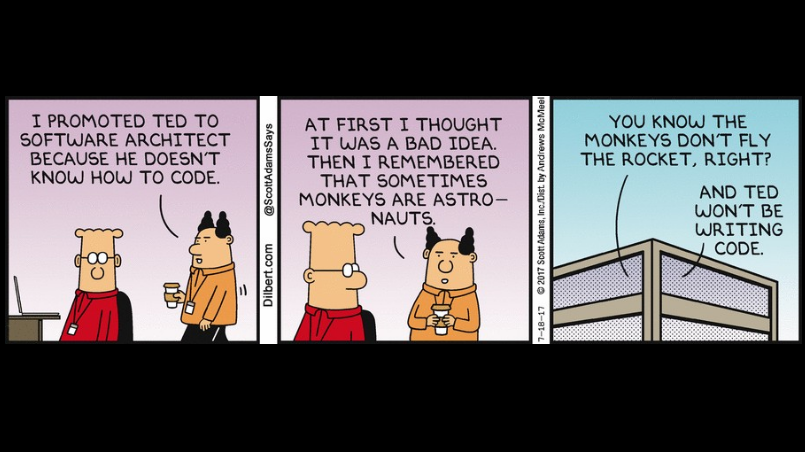 I PROMOTED TED TO
SOFTWARE ARCHITECT
BECAUSE HE DOESN'T
KNOW HOW TO CODE.
Dilbert.com @ScottAdamsSays
AT FIRST I THOUGHT
IT WAS A BAD IDEA.
THEN I REMEMBERED
THAT SOMETIMES
MONKEYS ARE ASTRO—
NAUTS.
7-18-17 © 2017 Scott Adams, Inc./Dist. by Andrews McMeel
YOU KNOW THE
MONKEYS DON'T FLY
THE ROCKET, RIGHT?
AND TED
WON'T BE
WRITING
CODE.